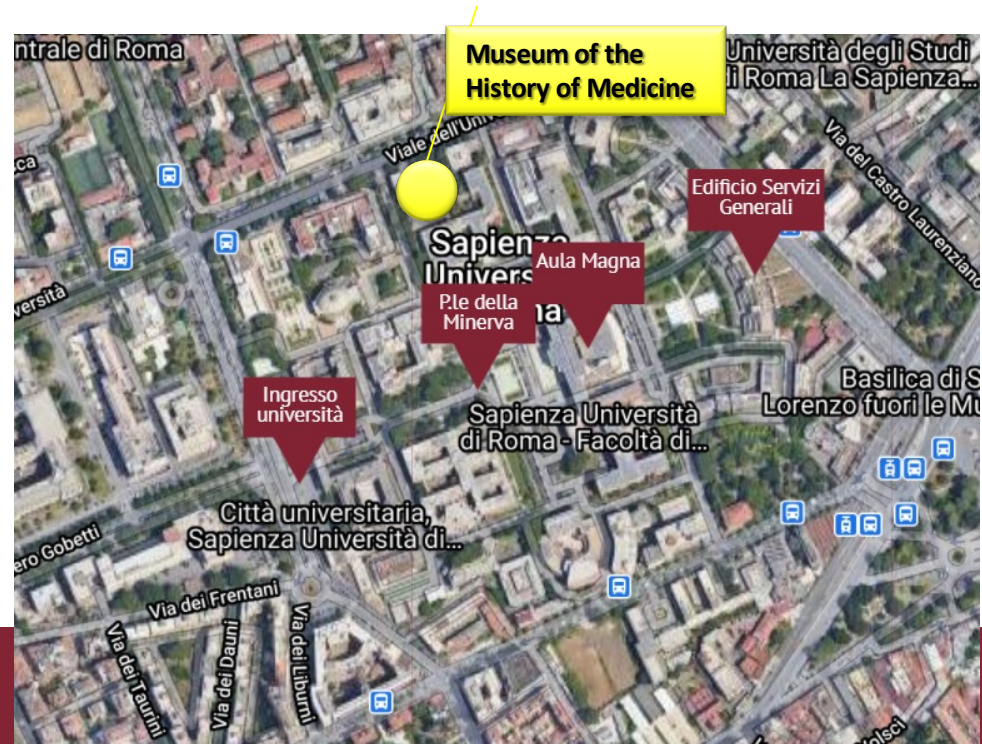 ntrale di Roma
Museum of the
History of Medicine
Università degli Studi
di Roma La Sapienza...
Viale dell'Univer
Via del Castro Laurenziano
Edificio Servizi
Generali
Sapienza
Univers
Aula Magna
P.le della
Minerva
na
versità
Ingresso
università
Basilica di S
Lorenzo fuori le Mu
Sapienza Università
di Roma - Facoltà di...
Città universitaria,
Sapienza Università di...
ero Gobetti
Via dei Frentani
Via dei Taurini
Via dei Dauni
Via dei Liburni
olsci